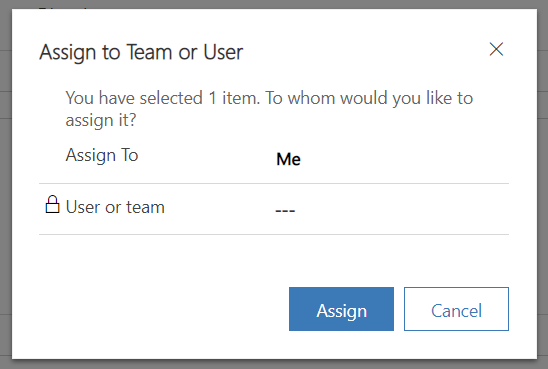 Assign to Team or User
You have selected 1 item. To whom would you like to
assign it?
Assign To Me
User or team ---
Assign Cancel